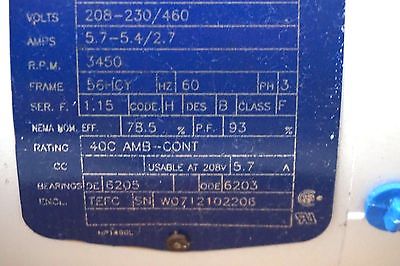 VOLTS 208-230/460
AMPS 5.7-5.4/2.7
R.P.M. 3450
FRAME 56HCY HZ 60 PH 3
SER. F. 1.15 CODE H DES B CLASS F
NEMA NOM. EFF. 78.5 % P.F. 93 %
RATING 40C AMB-CONT
CC USABLE AT 208V 5.7 A
BEARINGS DE 6205 ODE 6203
ENCL. TEFC SN W0712102206